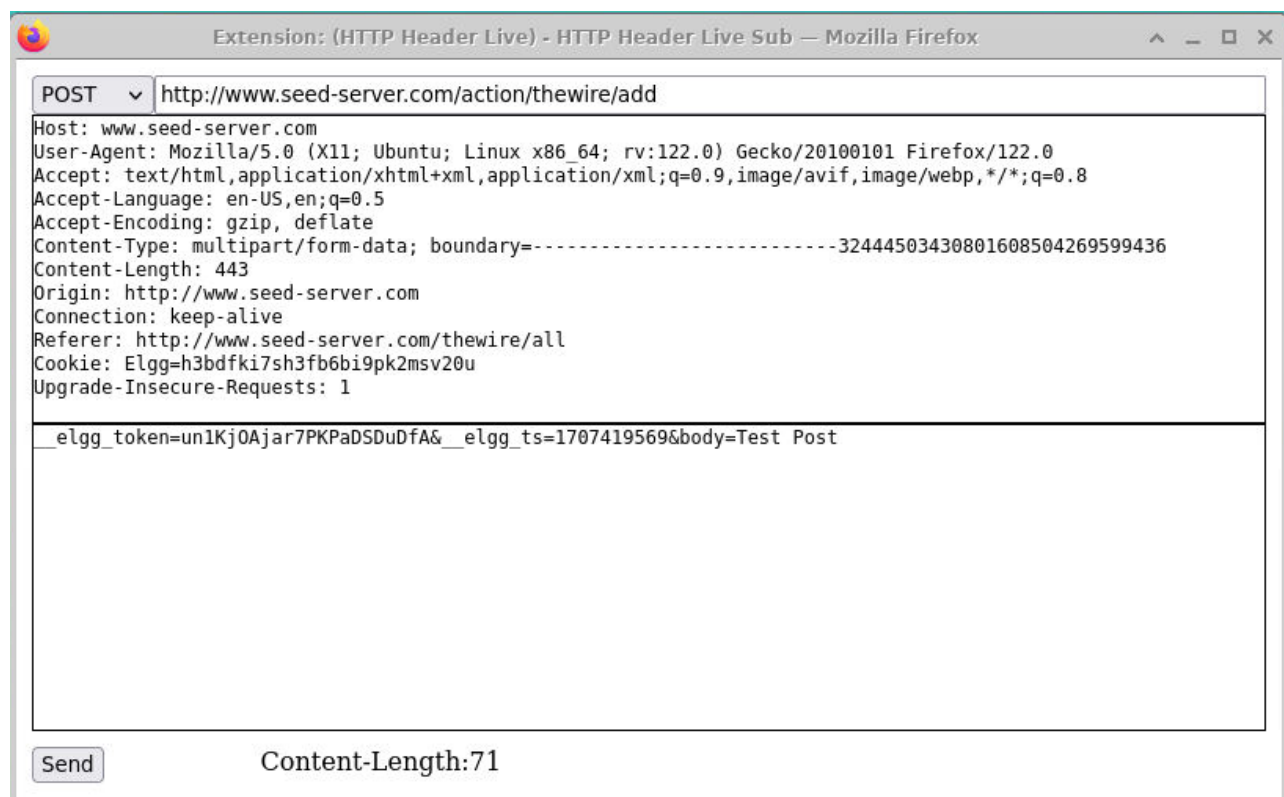 Extension: (HTTP Header Live) - HTTP Header Live Sub — Mozilla Firefox
POST http://www.seed-server.com/action/thewire/add
Host: www.seed-server.com
User-Agent: Mozilla/5.0 (X11; Ubuntu; Linux x86_64; rv:122.0) Gecko/20100101 Firefox/122.0
Accept: text/html,application/xhtml+xml,application/xml;q=0.9,image/avif,image/webp,*/*;q=0.8
Accept-Language: en-US,en;q=0.5
Accept-Encoding: gzip, deflate
Content-Type: multipart/form-data; boundary=---------------------------32444503430801608504269599436
Content-Length: 443
Origin: http://www.seed-server.com
Connection: keep-alive
Referer: http://www.seed-server.com/thewire/all
Cookie: Elgg=h3bdfki7sh3fb6bi9pk2msv20u
Upgrade-Insecure-Requests: 1
__elgg_token=un1KjOAjar7PKPaDSDuDfA&__elgg_ts=1707419569&body=Test Post
Send Content-Length:71